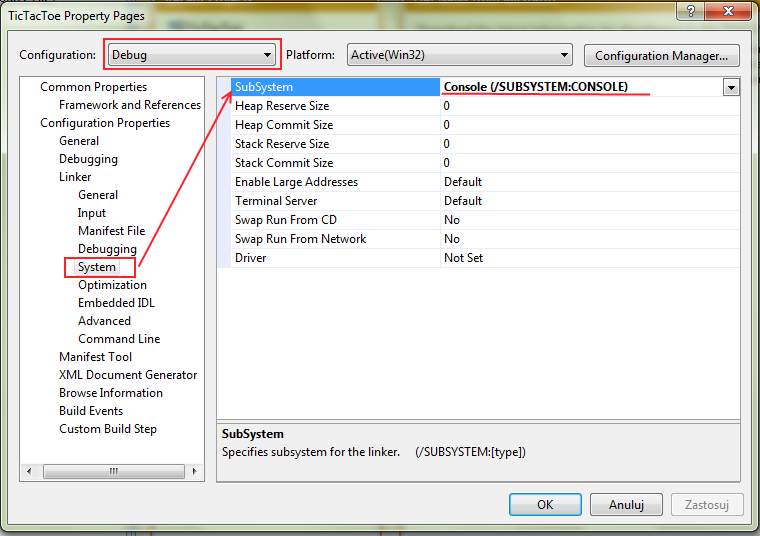 TicTacToe Property Pages
Configuration: Debug Platform: Active(Win32) Configuration Manager...
Common Properties
Framework and References
Configuration Properties
General
Debugging
Linker
General
Input
Manifest File
Debugging
System
Optimization
Embedded IDL
Advanced
Command Line
Manifest Tool
XML Document Generator
Browse Information
Build Events
Custom Build Step
SubSystem Console (/SUBSYSTEM:CONSOLE)
Heap Reserve Size 0
Heap Commit Size 0
Stack Reserve Size 0
Stack Commit Size 0
Enable Large Addresses Default
Terminal Server Default
Swap Run From CD No
Swap Run From Network No
Driver Not Set
SubSystem
Specifies subsystem for the linker. (/SUBSYSTEM:[type])
OK Anuluj Zastosuj